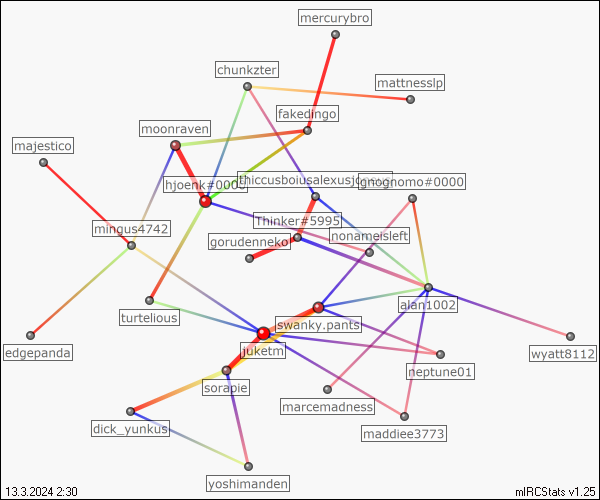 mercurybro
chunkzter
mattnesslp
fakedingo
moonraven
majestico
hjoenk#0000
gnognomo#0000
Thinker#5995
mingus4742
nonameisleft
gorudenneko
alan1002
turtelious
swanky.pants
juketm
edgepanda
wyatt8112
neptune01
sorapie
marcemadness
dick_yunkus
maddiee3773
yoshimanden
13.3.2024 2:30
mIRCStats v1.25